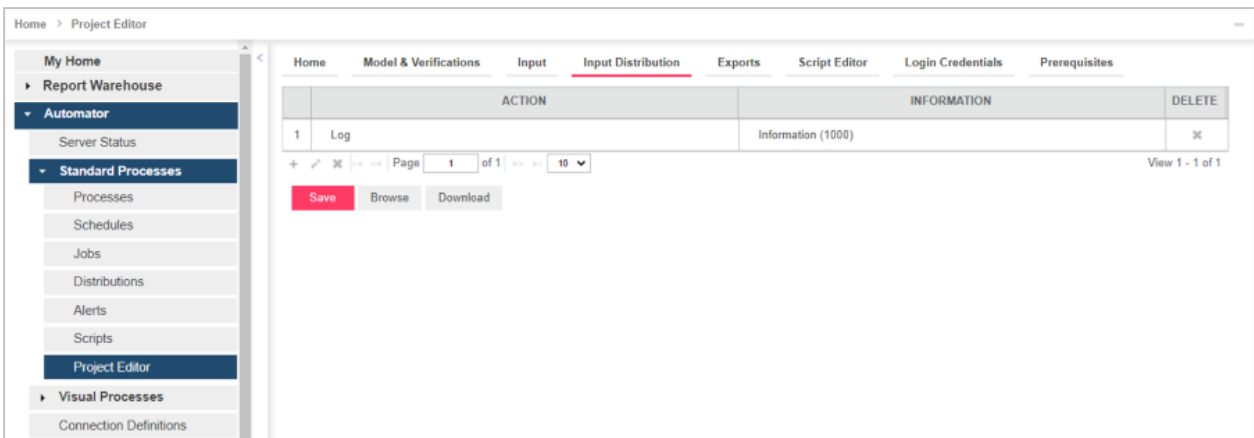 Home > Project Editor
My Home
Report Warehouse
Automator
Server Status
Standard Processes
Processes
Schedules
Jobs
Distributions
Alerts
Scripts
Project Editor
Visual Processes
Connection Definitions
Home Model & Verifications Input Input Distribution Exports Script Editor Login Credentials Prerequisites
ACTION INFORMATION DELETE
1 Log Information (1000)
Page 1 of 1 10 View 1 - 1 of 1
Save Browse Download